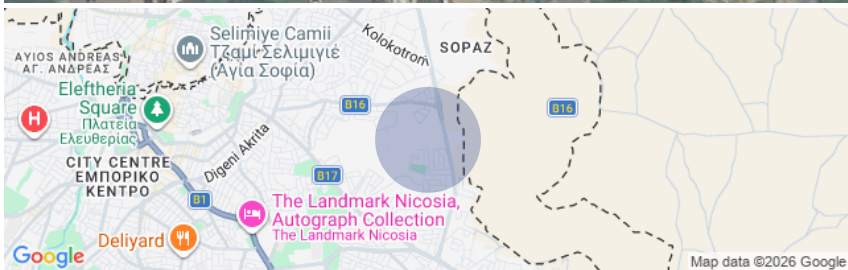 Selimiye Camii
Τζαμί Σελιμιγιέ
(Αγία Σοφία)
Kolokotroni
SOPAZ
AYIOS ANDREAS
ΑΓ. ΑΝΔΡΕΑΣ
Eleftheria
Square
Πλατεία
Ελευθερίας
H
B16
B16
CITY CENTRE
ΕΜΠΟΡΙΚΟ
ΚΕΝΤΡΟ
Digeni Akrita
B17
B1
The Landmark Nicosia,
Autograph Collection
The Landmark Nicosia
Deliyard
Google
Map data ©2026 Google